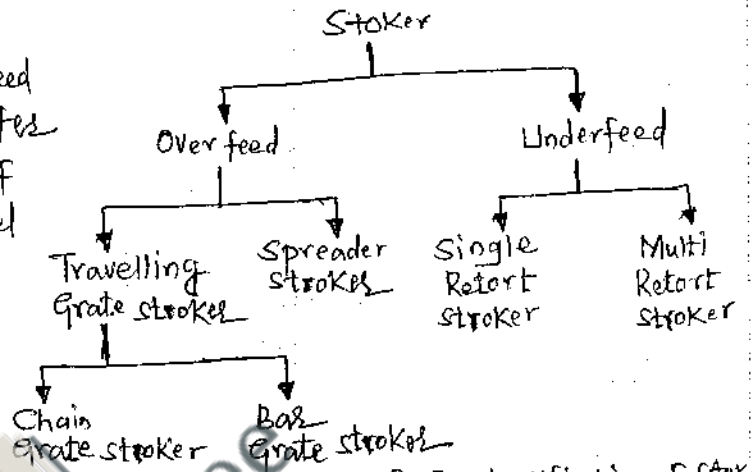 Stoker
Over feed
Underfeed
Travelling
Grate stroker
Spreader
stroker
Single
Retort
stroker
Multi
Retort
stroker
Chain
Grate stroker
Bar
Grate stroker